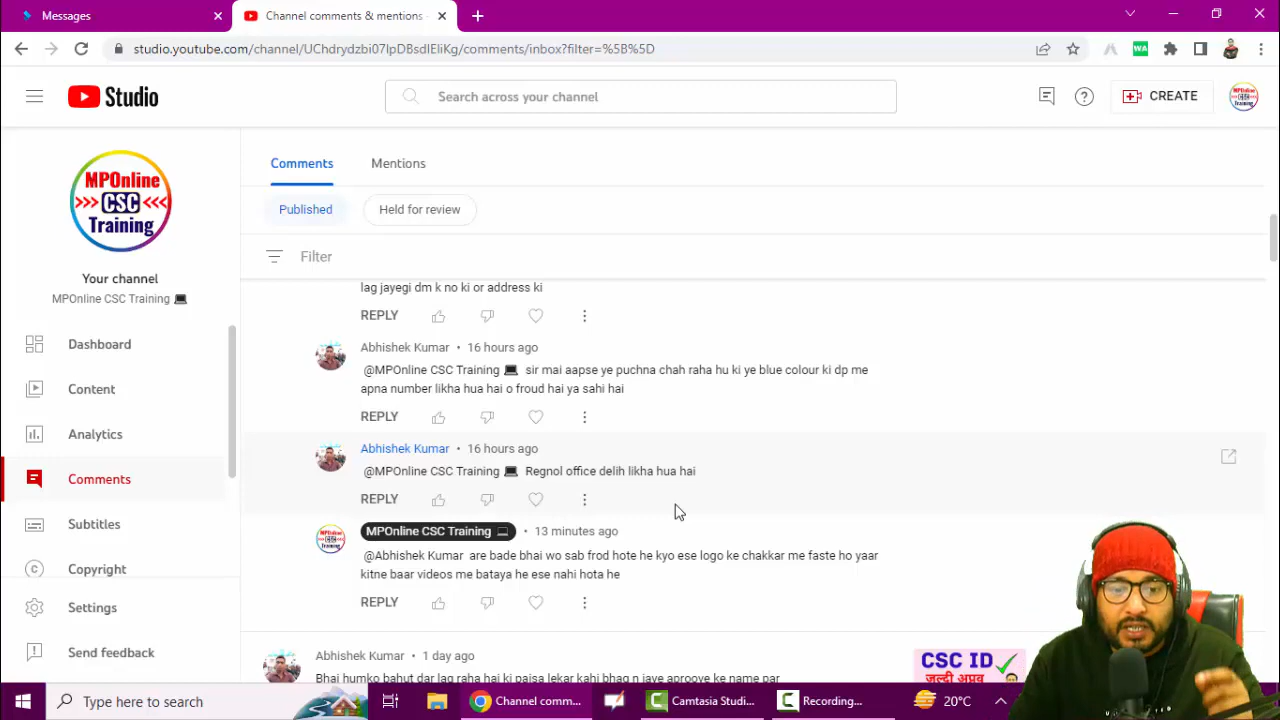 Messages
Channel comments & mentions -
studio.youtube.com/channel/UChdrydzbi07IpDBsdIEliKg/comments/inbox?filter=%5B%5D
WA
Studio
Search across your channel
CREATE
MPOnline
CSC
Training
Your channel
MPOnline CSC Training
Dashboard
Content
Analytics
Comments
Subtitles
Copyright
Settings
Send feedback
Comments
Mentions
Published
Held for review
Filter
lag jayegi dm k no ki or address ki
REPLY
Abhishek Kumar • 16 hours ago
@MPOnline CSC Training sir mai aapse ye puchna chah raha hu ki ye blue colour ki dp me
apna number likha hua hai o froud hai ya sahi hai
REPLY
Abhishek Kumar • 16 hours ago
@MPOnline CSC Training Regnol office delih likha hua hai
REPLY
MPOnline CSC Training • 13 minutes ago
@Abhishek Kumar are bade bhai wo sab frod hote he kyo ese logo ke chakkar me faste ho yaar
kitne baar videos me bataya he ese nahi hota he
REPLY
Abhishek Kumar • 1 day ago
Bhai humko bahut dar lag raha hai ki paisa lekar kahi bhag n jaye aprooye ke name par
CSC ID
Type here to search
Channel comm...
Camtasia Studi...
Recording...
20°C